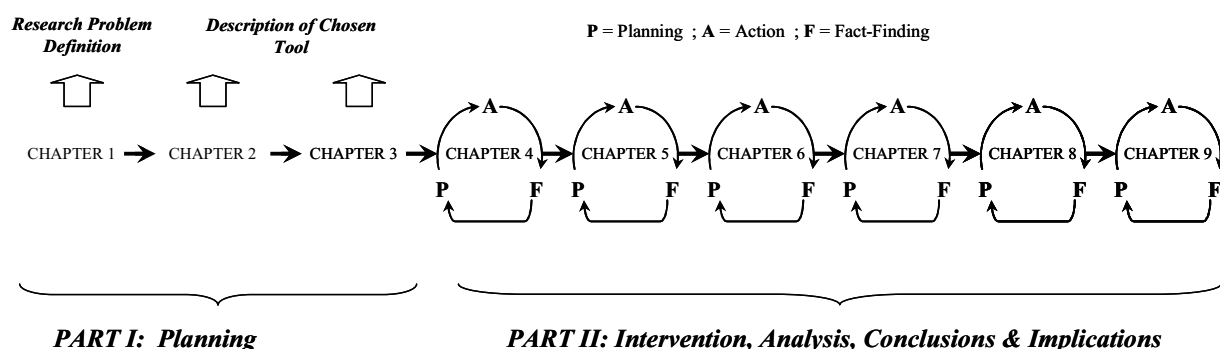 Research Problem
Definition
Description of Chosen
Tool
P = Planning ; A = Action ; F = Fact-Finding
A A A A A A
CHAPTER 1 CHAPTER 2 CHAPTER 3 CHAPTER 4 CHAPTER 5 CHAPTER 6 CHAPTER 7 CHAPTER 8 CHAPTER 9
P F P F P F P F P F P F
PART I: Planning
PART II: Intervention, Analysis, Conclusions & Implications